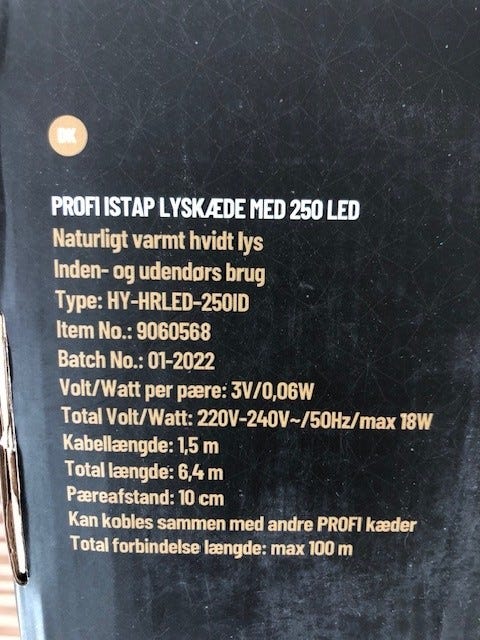 DK
PROFI ISTAP LYSKÆDE MED 250 LED
Naturligt varmt hvidt lys
Inden- og udendørs brug
Type: HY-HRLED-250ID
Item No.: 9060568
Batch No.: 01-2022
Volt/Watt per pære: 3V/0,06W
Total Volt/Watt: 220V-240V~/50Hz/max 18W
Kabellængde: 1,5 m
Total længde: 6,4 m
Pæreafstand: 10 cm
Kan kobles sammen med andre PROFI kæder
Total forbindelse længde: max 100 m